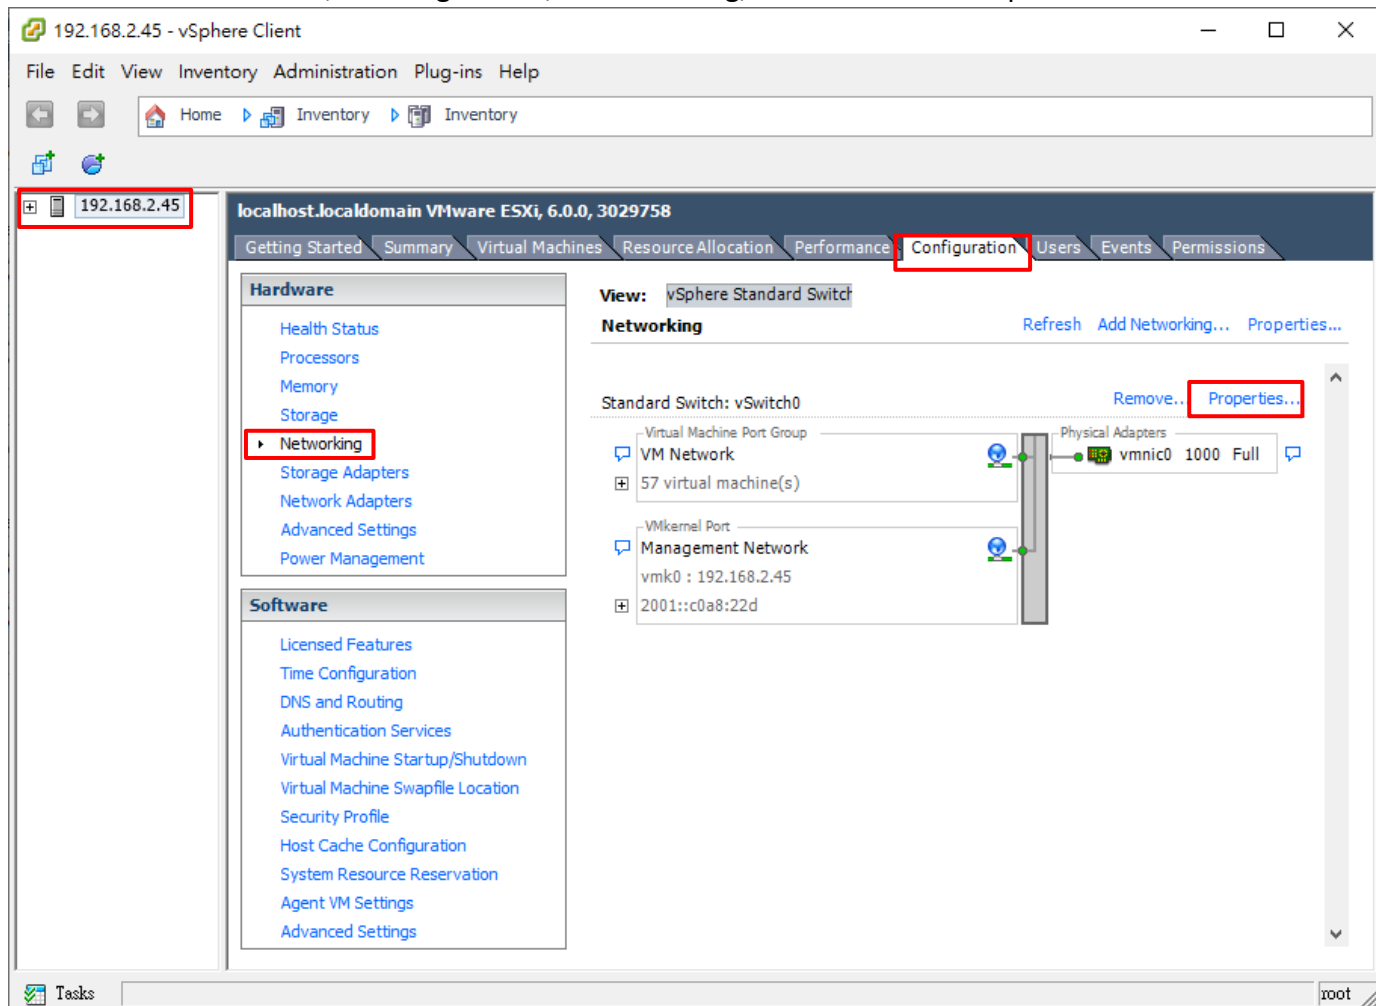 192.168.2.45 - vSphere Client
File Edit View Inventory Administration Plug-ins Help
Home Inventory Inventory
192.168.2.45
localhost.localdomain VMware ESXi, 6.0.0, 3029758
Getting Started Summary Virtual Machines Resource Allocation Performance Configuration Users Events Permissions
Hardware
Health Status
Processors
Memory
Storage
Networking
Storage Adapters
Network Adapters
Advanced Settings
Power Management
Software
Licensed Features
Time Configuration
DNS and Routing
Authentication Services
Virtual Machine Startup/Shutdown
Virtual Machine Swapfile Location
Security Profile
Host Cache Configuration
System Resource Reservation
Agent VM Settings
Advanced Settings
View: vSphere Standard Switch
Networking Refresh Add Networking... Properties...
Standard Switch: vSwitch0 Remove... Properties...
Virtual Machine Port Group
VM Network
57 virtual machine(s)
Physical Adapters
vmnic0 1000 Full
VMkernel Port
Management Network
vmk0 : 192.168.2.45
2001::c0a8:22d
Tasks root